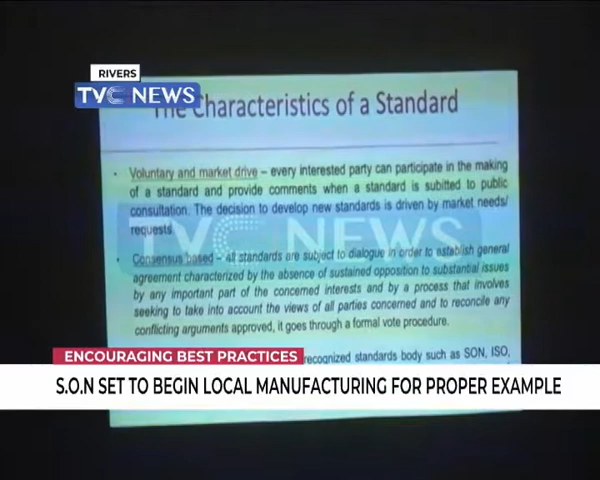 RIVERS
TVC NEWS
The Characteristics of a Standard
Voluntary and market drive – every interested party can participate in the making
of a standard and provide comments when a standard is subitted to public
consultation. The decision to develop new standards is driven by market needs/
requests
TVC NEWS
Consensus based – all standards are subject to dialogue in order to establish general
agreement characterized by the absence of sustained opposition to substantial issues
by any important part of the concerned interests and by a process that involves
seeking to take into account the views of all parties concerned and to reconcile any
conflicting arguments approved, it goes through a formal vote procedure.
recognized standards body such as SON, ISO,
ENCOURAGING BEST PRACTICES
S.O.N SET TO BEGIN LOCAL MANUFACTURING FOR PROPER EXAMPLE